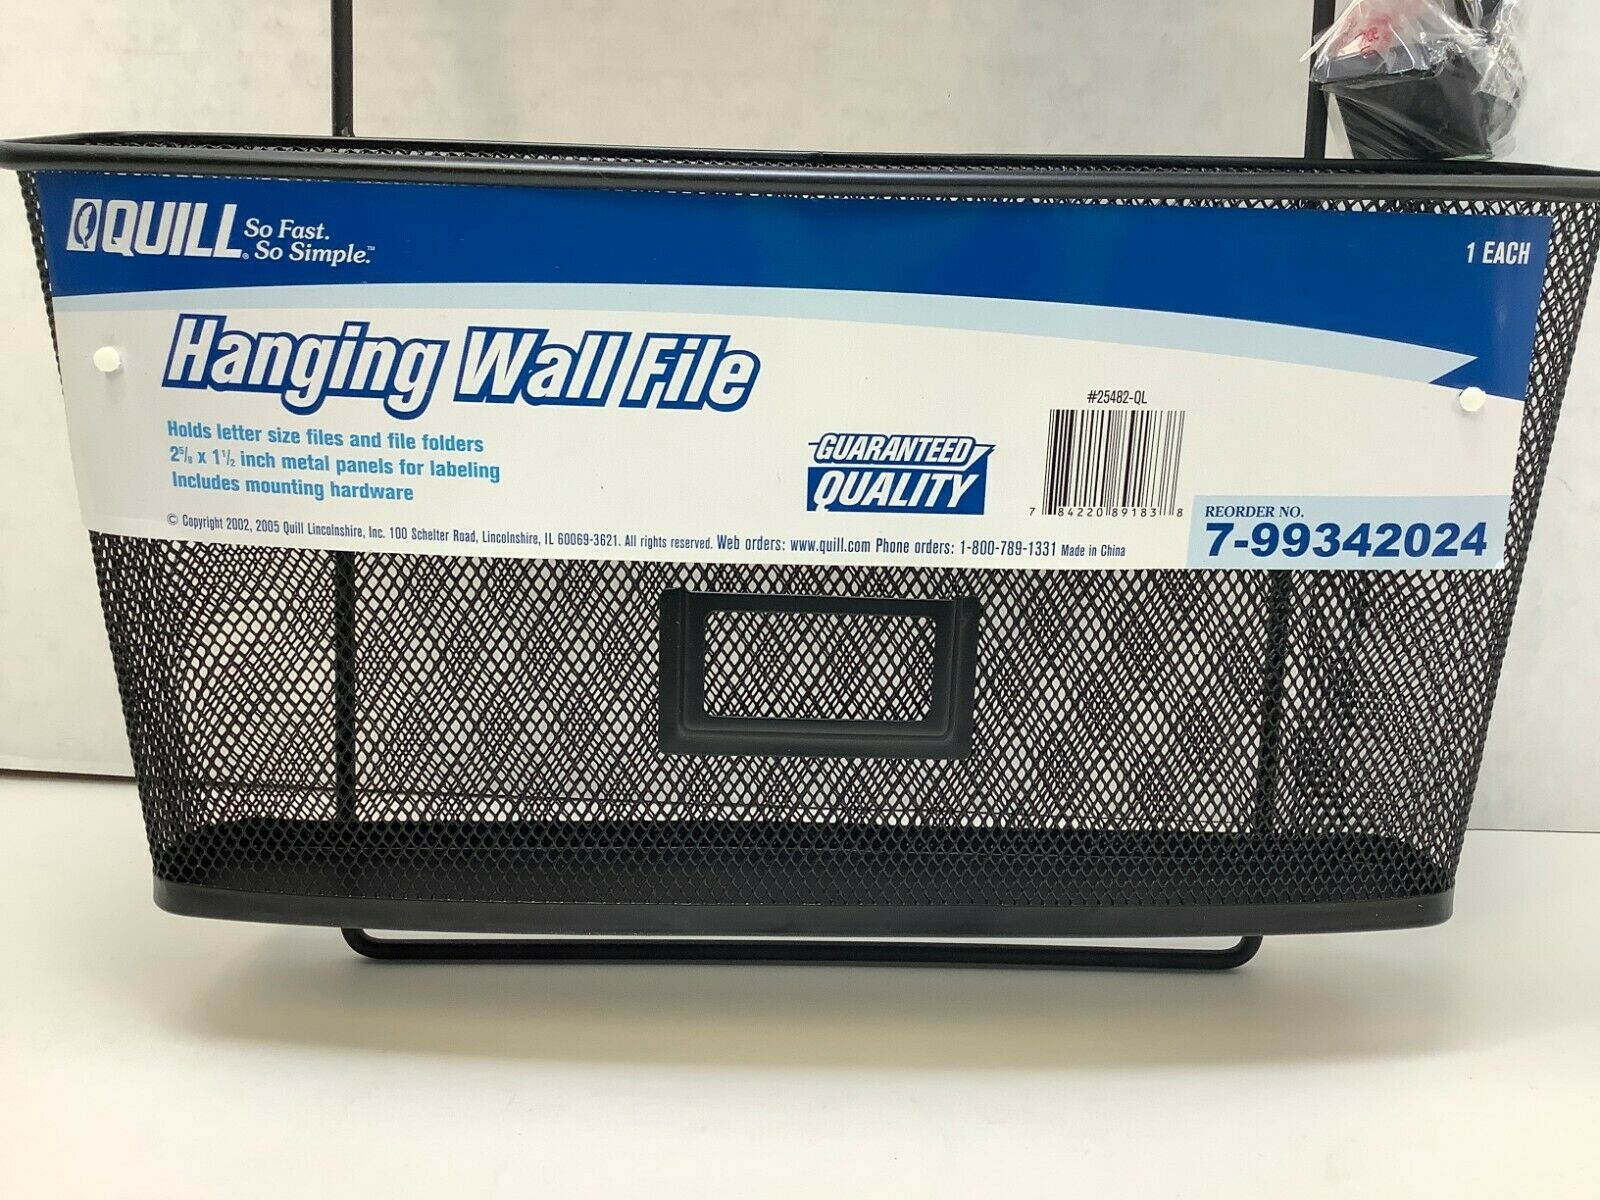 QUILL® So Fast.
So Simple.™
1 EACH
Hanging Wall File
Holds letter size files and file folders
2⁵/₈ x 1¹/₂ inch metal panels for labeling
Includes mounting hardware
GUARANTEED
QUALITY
#25482-QL
7 84220 89183 8
REORDER NO.
7-99342024
© Copyright 2002, 2005 Quill Lincolnshire, Inc. 100 Schelter Road, Lincolnshire, IL 60069-3621. All rights reserved. Web orders: www.quill.com Phone orders: 1-800-789-1331 Made in China